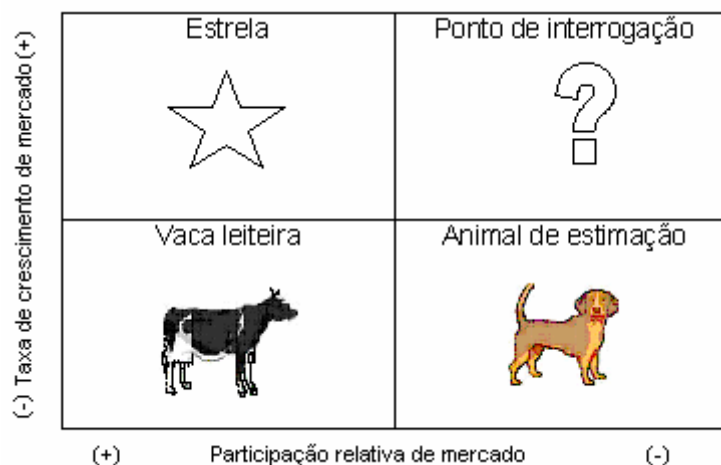 Estrela
Ponto de interrogação
Vaca leiteira
Animal de estimação
(-) Taxa de crescimento de mercado (+)
(+) Participação relativa de mercado (-)